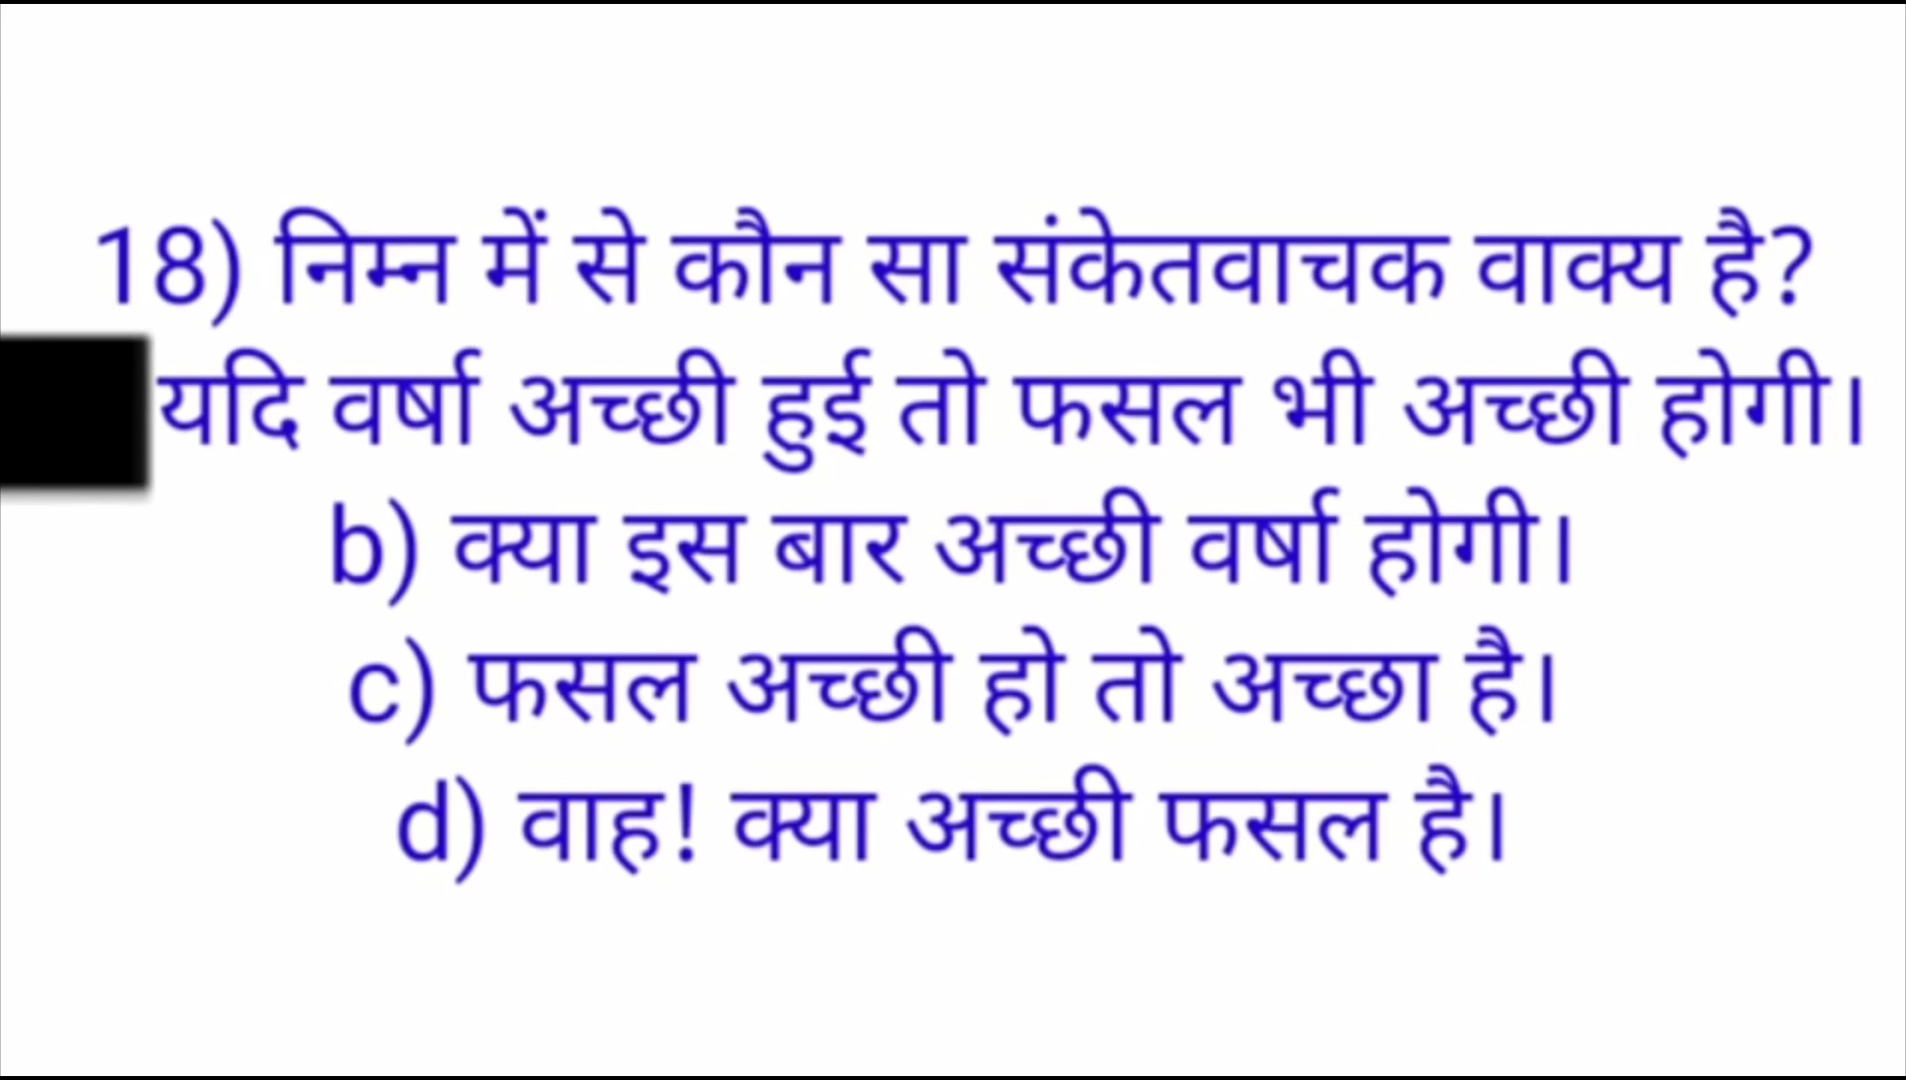 18) निम्न में से कौन सा संकेतवाचक वाक्य है?
यदि वर्षा अच्छी हुई तो फसल भी अच्छी होगी।
b) क्या इस बार अच्छी वर्षा होगी।
c) फसल अच्छी हो तो अच्छा है।
d) वाह! क्या अच्छी फसल है।